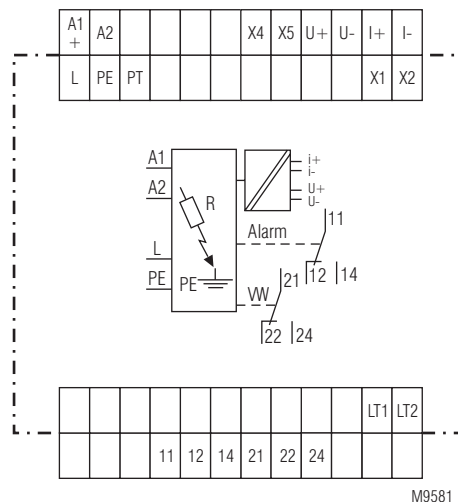 A1 + A2 X4 X5 U+ U- I+ I-
L PE PT X1 X2
A1
A2
R
L
PE
PE
i+
i-
U+
U-
Alarm
11
12 14
VW
21
22 24
LT1 LT2
11 12 14 21 22 24
M9581